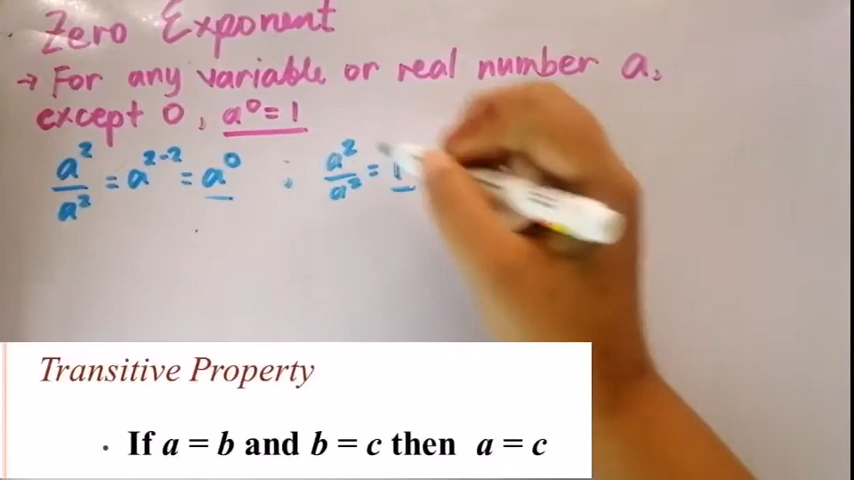 Zero Exponent
→ For any variable or real number a,
except 0, a⁰ = 1
a²/a² = a²⁻² = a⁰ ; a²/a² = 1
Transitive Property
· If a = b and b = c then a = c